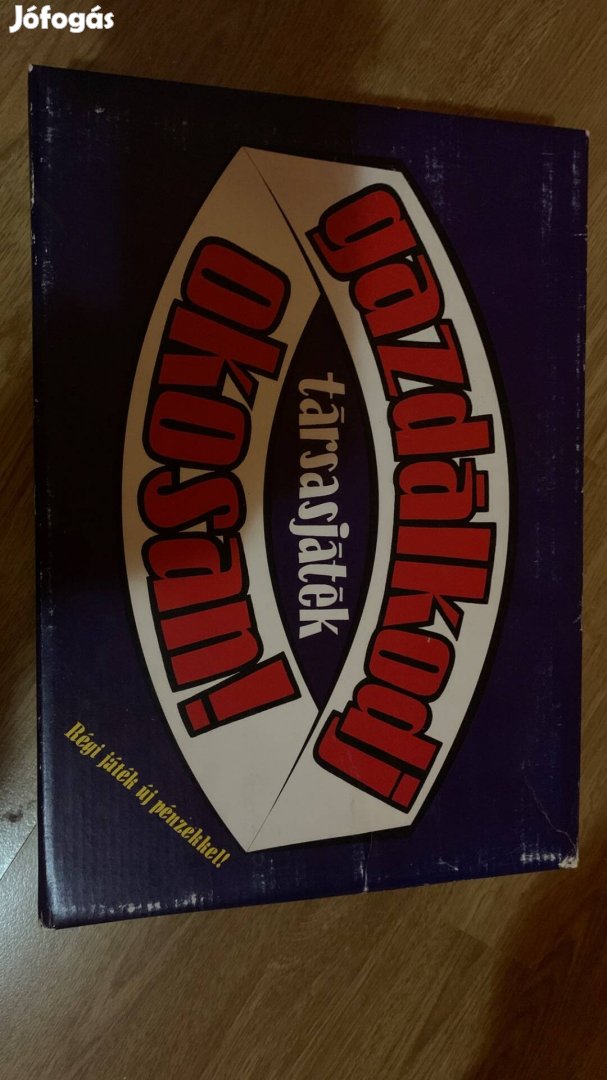 Jófogás
gazdálkodj
okosan!
társasjáték
Régi játék új pénzekkel!